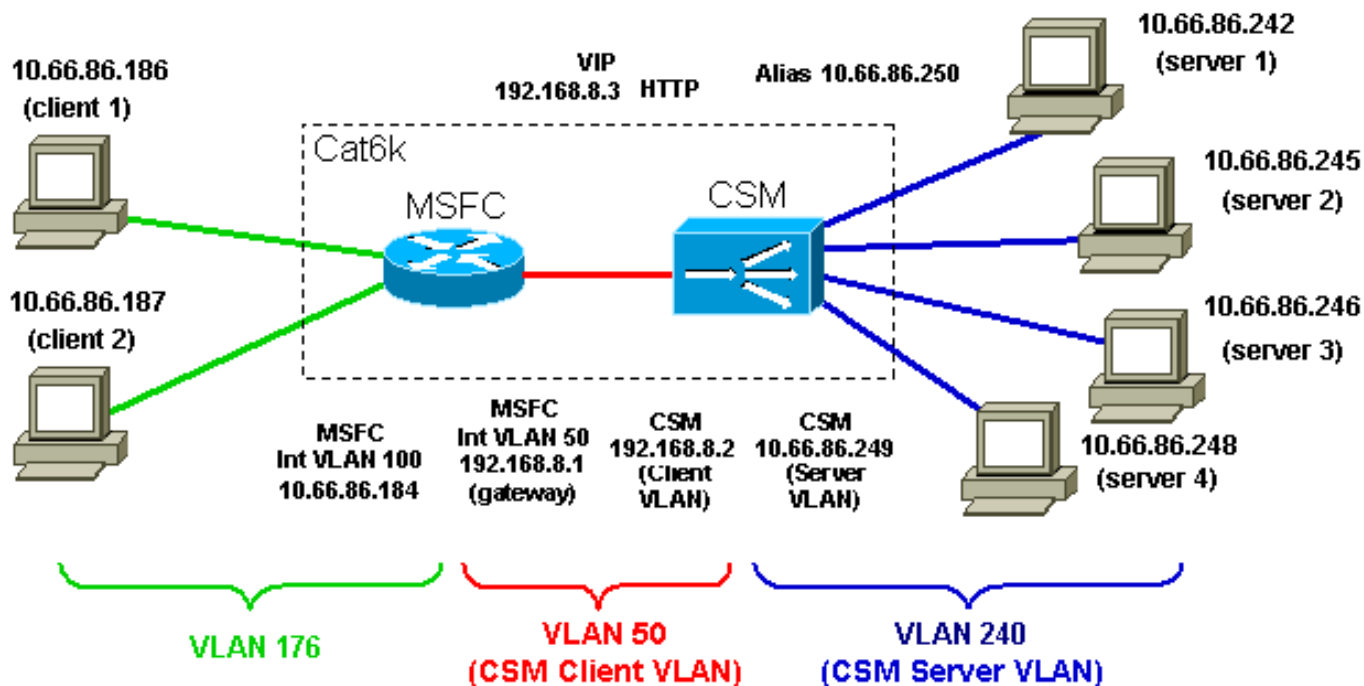 10.66.86.186
(client 1)
VIP
192.168.8.3 HTTP
Alias 10.66.86.250
10.66.86.242
(server 1)
Cat6k
MSFC
CSM
10.66.86.245
(server 2)
10.66.86.187
(client 2)
10.66.86.246
(server 3)
MSFC
Int VLAN 100
10.66.86.184
MSFC
Int VLAN 50
192.168.8.1
(gateway)
CSM
192.168.8.2
(Client
VLAN)
CSM
10.66.86.249
(Server
VLAN)
10.66.86.248
(server 4)
VLAN 176
VLAN 50
(CSM Client VLAN)
VLAN 240
(CSM Server VLAN)